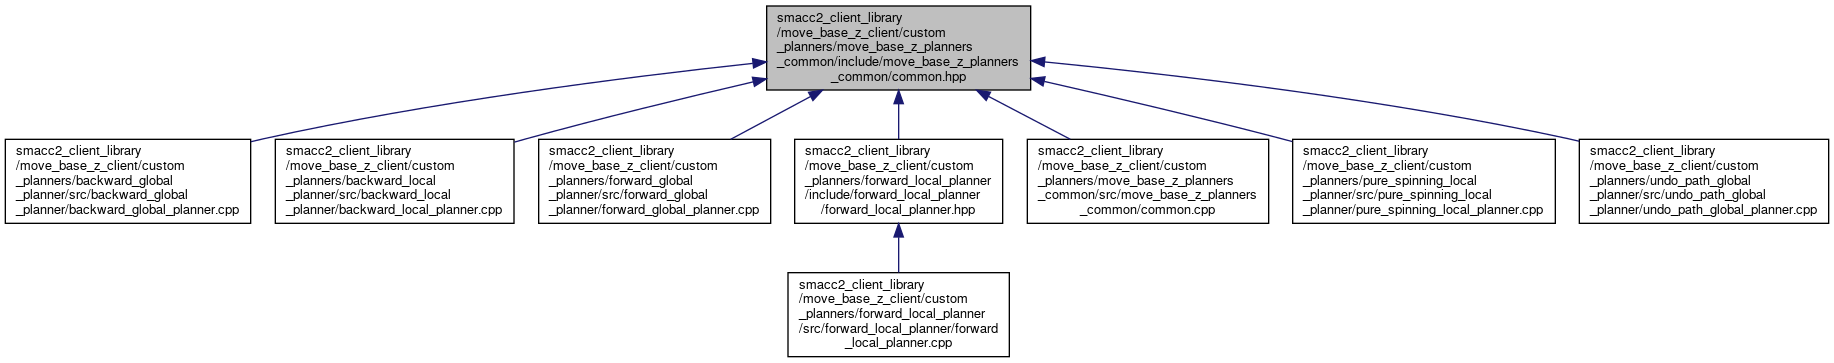 smacc2_client_library
/move_base_z_client/custom
_planners/move_base_z_planners
_common/include/move_base_z_planners
_common/common.hpp
smacc2_client_library
/move_base_z_client/custom
_planners/backward_global
_planner/src/backward_global
_planner/backward_global_planner.cpp
smacc2_client_library
/move_base_z_client/custom
_planners/backward_local
_planner/src/backward_local
_planner/backward_local_planner.cpp
smacc2_client_library
/move_base_z_client/custom
_planners/forward_global
_planner/src/forward_global
_planner/forward_global_planner.cpp
smacc2_client_library
/move_base_z_client/custom
_planners/forward_local_planner
/include/forward_local_planner
/forward_local_planner.hpp
smacc2_client_library
/move_base_z_client/custom
_planners/move_base_z_planners
_common/src/move_base_z_planners
_common/common.cpp
smacc2_client_library
/move_base_z_client/custom
_planners/pure_spinning_local
_planner/src/pure_spinning_local
_planner/pure_spinning_local_planner.cpp
smacc2_client_library
/move_base_z_client/custom
_planners/undo_path_global
_planner/src/undo_path_global
_planner/undo_path_global_planner.cpp
smacc2_client_library
/move_base_z_client/custom
_planners/forward_local_planner
/src/forward_local_planner/forward
_local_planner.cpp